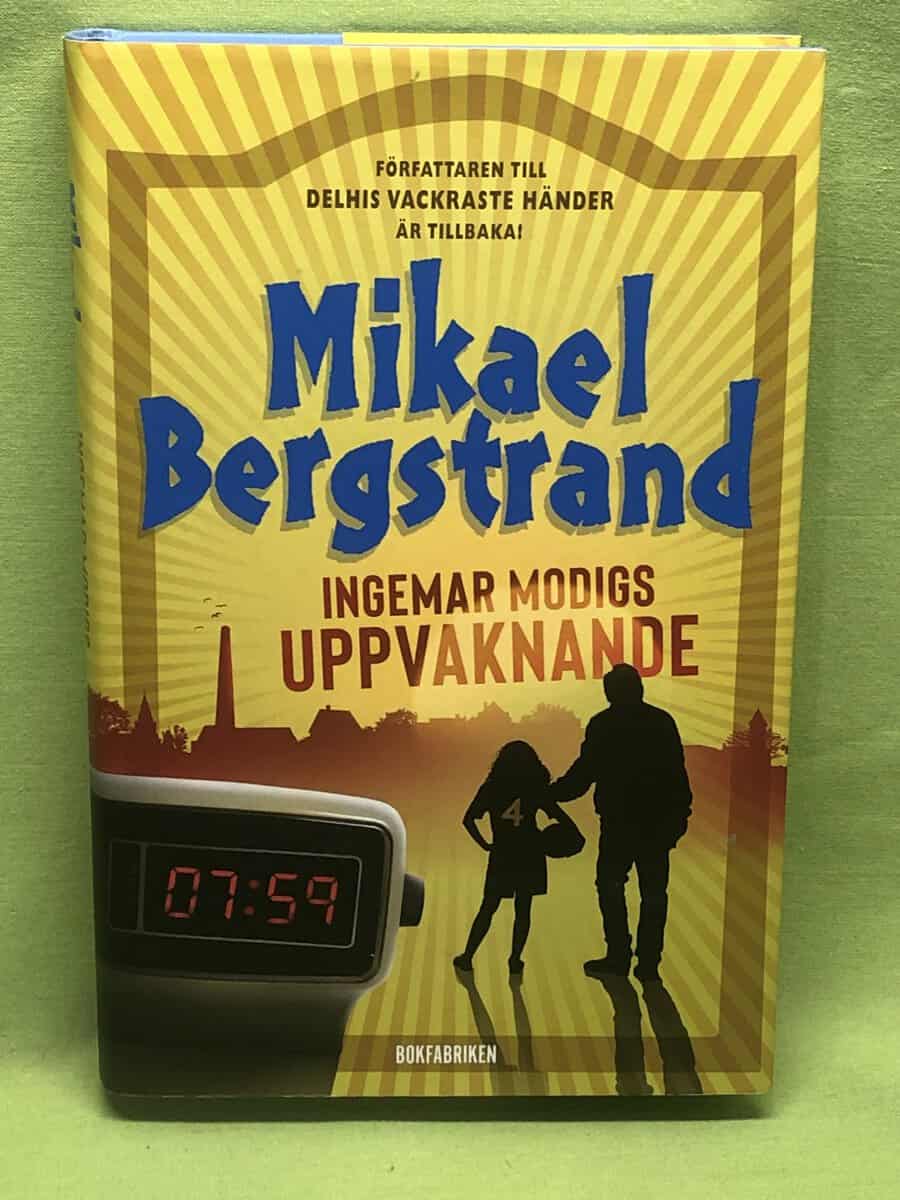 FÖRFATTAREN TILL
DELHIS VACKRASTE HÄNDER
ÄR TILLBAKA!
Mikael
Bergstrand
INGEMAR MODIGS
UPPVAKNANDE
4
07:59
BOKFABRIKEN